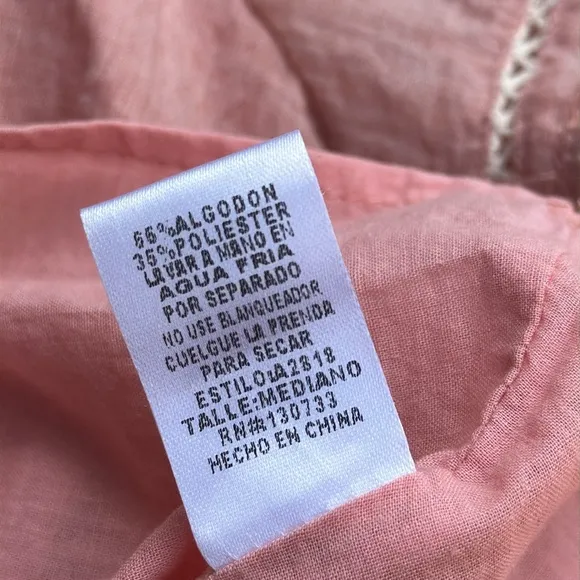 65%ALGODON
35%POLIESTER
LAVAR A MANO EN
AGUA FRIA
POR SEPARADO
NO USE BLANQUEADOR
CUELGUE LA PRENDA
PARA SECAR
ESTILO:A2818
TALLE:MEDIANO
RN#:130733
HECHO EN CHINA